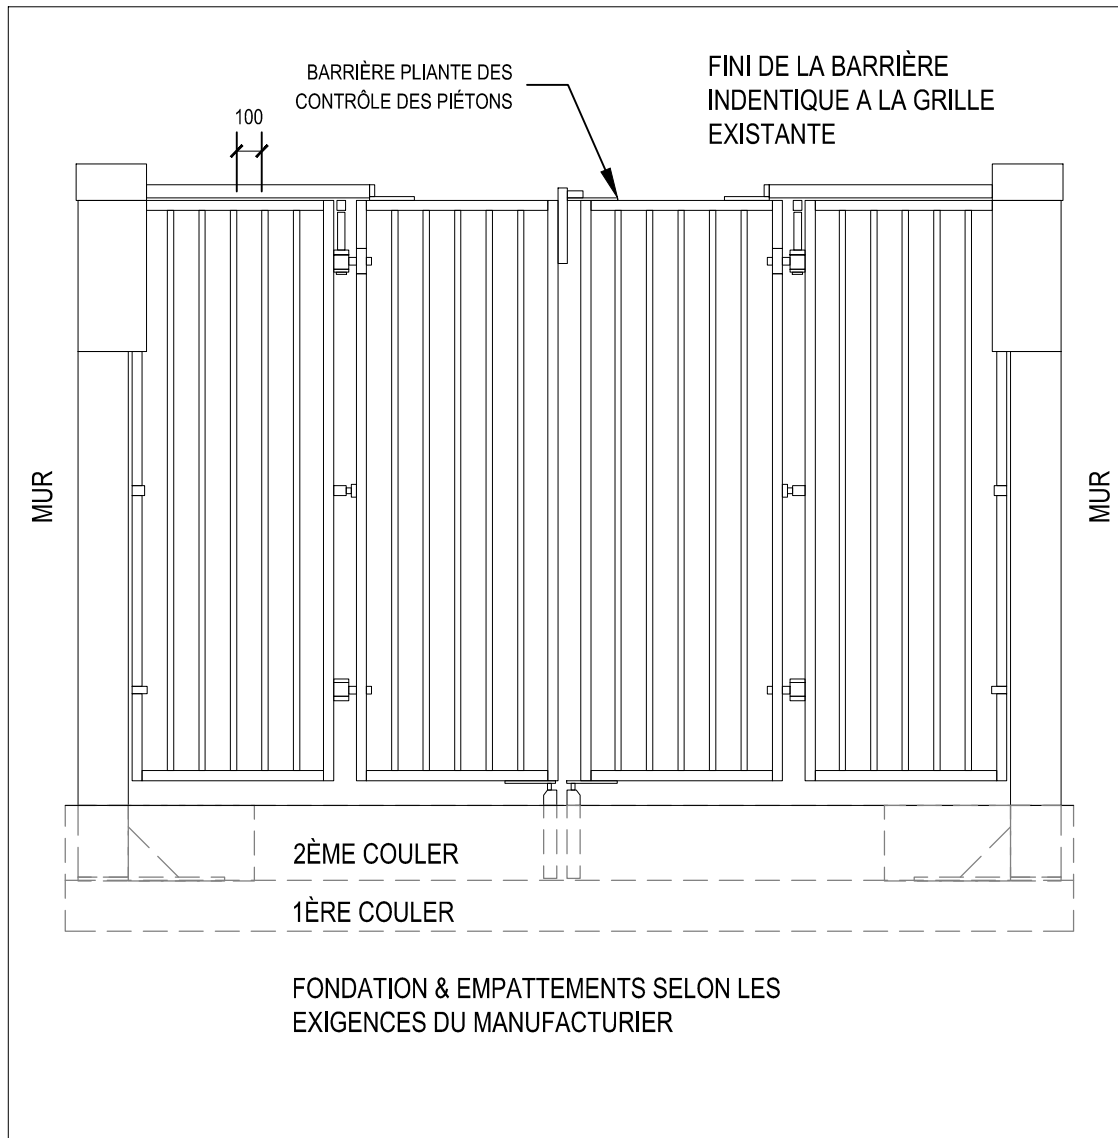 BARRIÈRE PLIANTE DES
CONTRÔLE DES PIÉTONS
FINI DE LA BARRIÈRE
INDENTIQUE A LA GRILLE
EXISTANTE
100
MUR
MUR
2ÈME COULER
1ÈRE COULER
FONDATION & EMPATTEMENTS SELON LES
EXIGENCES DU MANUFACTURIER